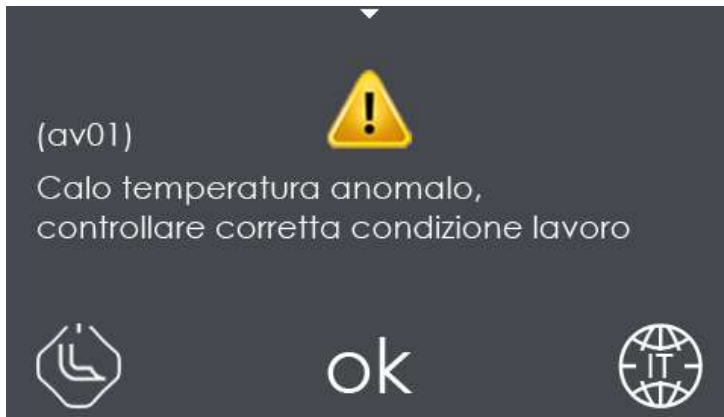 (av01)
Calo temperatura anomalo,
controllare corretta condizione lavoro
ok
IT